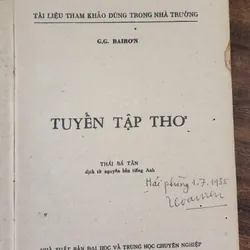 TÀI LIỆU THAM KHẢO DÙNG TRONG NHÀ TRƯỜNG
G.G. BAIRƠN
TUYỂN TẬP THƠ
THÁI BÁ TÂN
dịch từ nguyên bản tiếng Anh
Hải phòng 1.7.1985
NHÀ XUẤT BẢN ĐẠI HỌC VÀ TRUNG HỌC CHUYÊN NGHIỆP